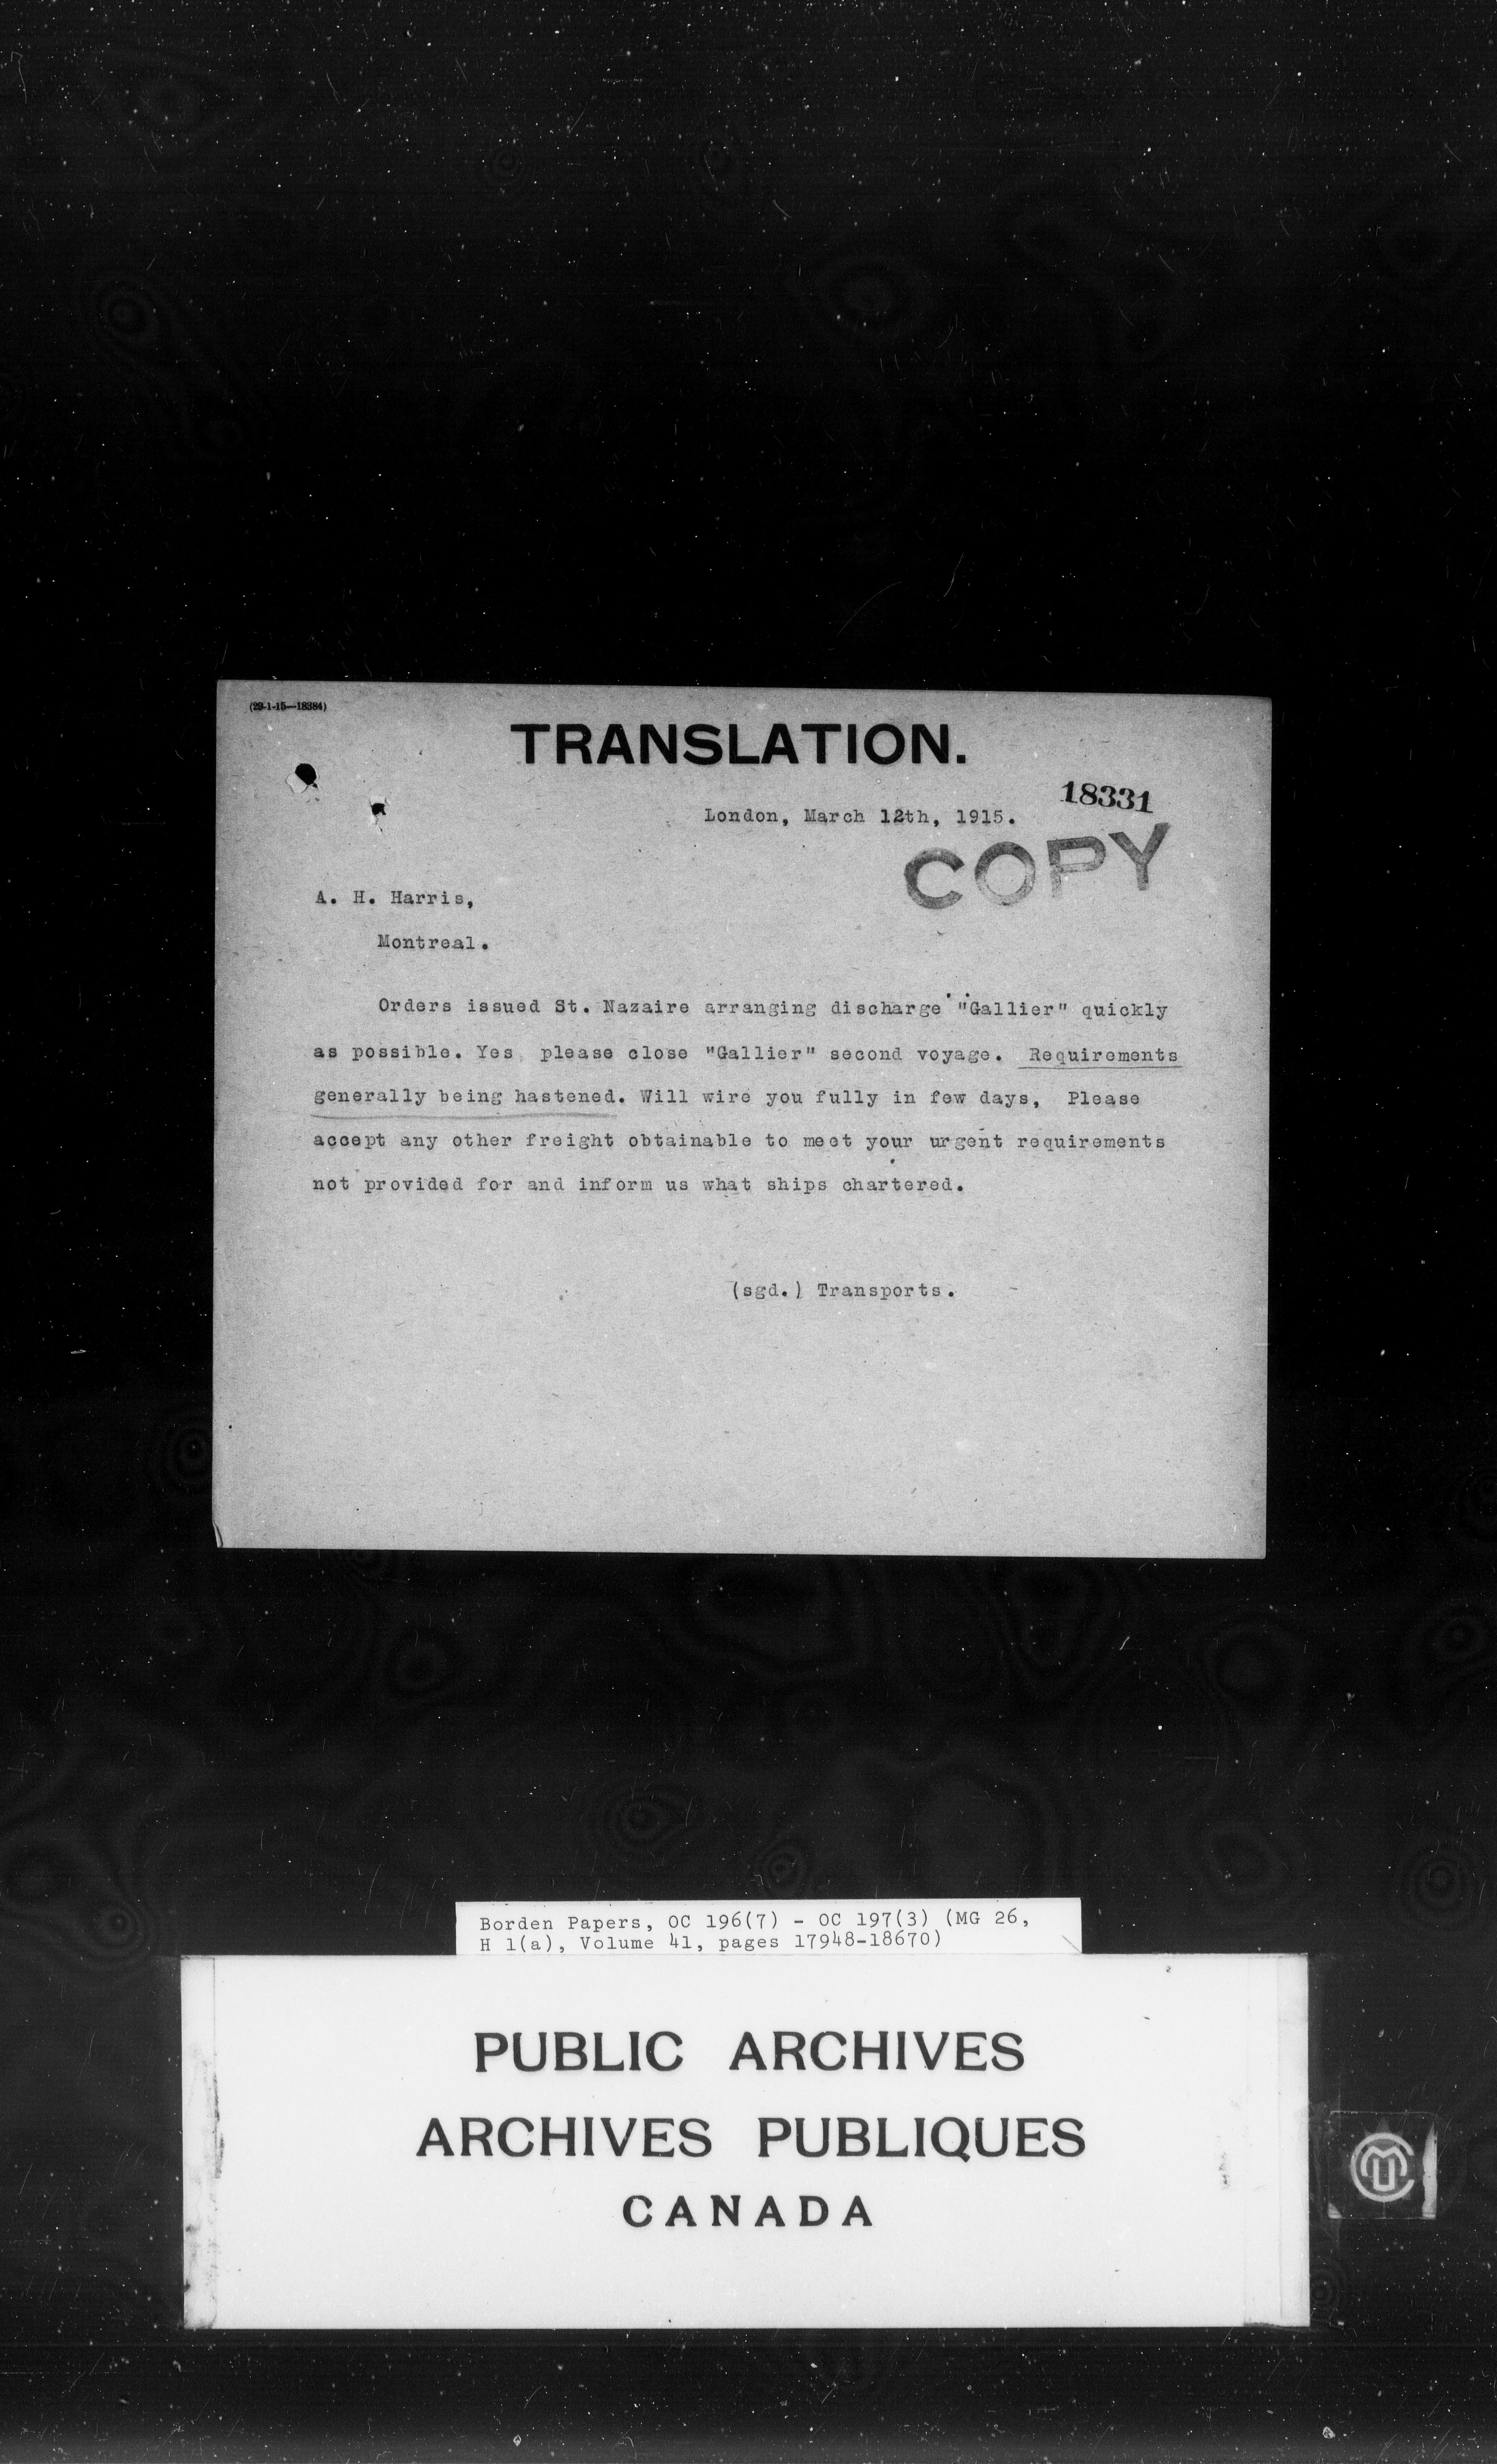 (29-1-15—18384)
TRANSLATION.
18331
London, March 12th, 1915.
COPY
A. H. Harris,
Montreal.
Orders issued St. Nazaire arranging discharge "Gallier" quickly
as possible. Yes please close "Gallier" second voyage. Requirements
generally being hastened. Will wire you fully in few days, Please
accept any other freight obtainable to meet your urgent requirements
not provided for and inform us what ships chartered.
(sgd.) Transports.
Borden Papers, OC 196(7) - OC 197(3) (MG 26,
H 1(a), Volume 41, pages 17948-18670)
PUBLIC ARCHIVES
ARCHIVES PUBLIQUES
CANADA